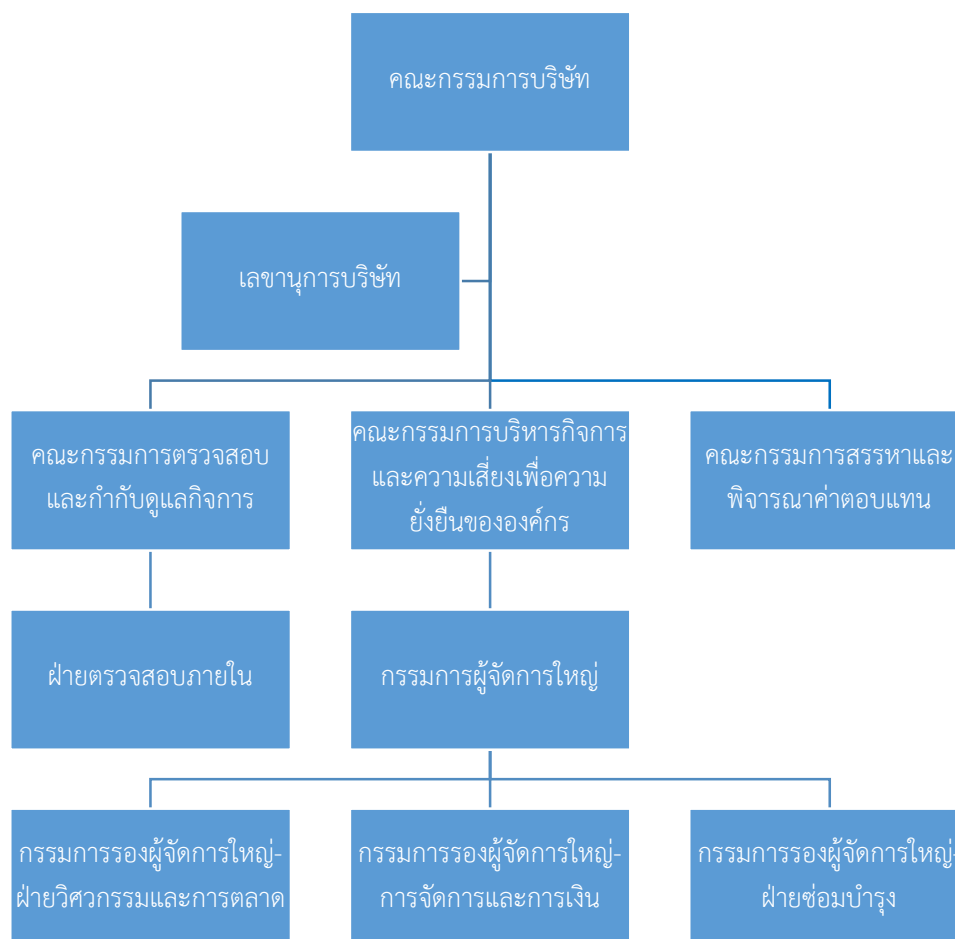 คณะกรรมการบริษัท
เลขานุการบริษัท
คณะกรรมการตรวจสอบ
และกำกับดูแลกิจการ
คณะกรรมการบริหารกิจการ
และความเสี่ยงเพื่อความ
ยั่งยืนขององค์กร
คณะกรรมการสรรหาและ
พิจารณาค่าตอบแทน
ฝ่ายตรวจสอบภายใน
กรรมการผู้จัดการใหญ่
กรรมการรองผู้จัดการใหญ่-
ฝ่ายวิศวกรรมและการตลาด
กรรมการรองผู้จัดการใหญ่-
การจัดการและการเงิน
กรรมการรองผู้จัดการใหญ่-
ฝ่ายซ่อมบำรุง